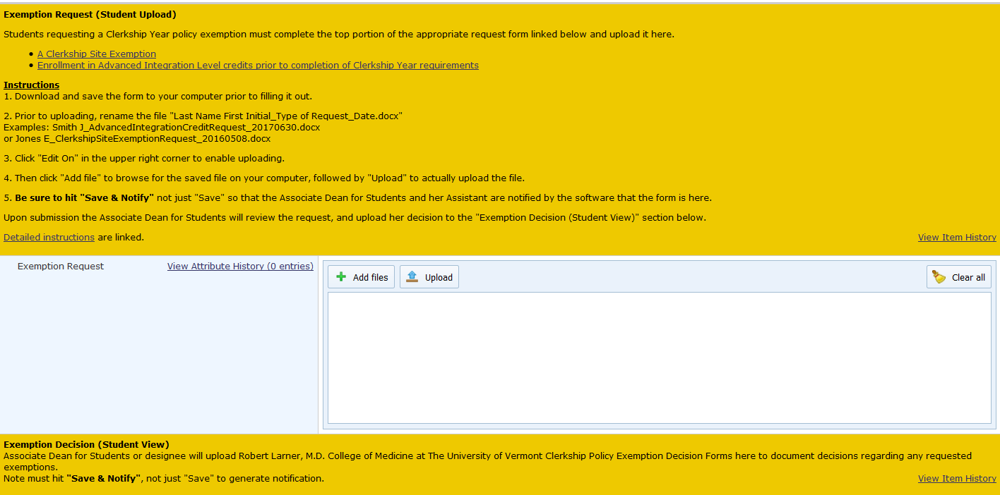 Exemption Request (Student Upload)
Students requesting a Clerkship Year policy exemption must complete the top portion of the appropriate request form linked below and upload it here.
• A Clerkship Site Exemption
• Enrollment in Advanced Integration Level credits prior to completion of Clerkship Year requirements
Instructions
1. Download and save the form to your computer prior to filling it out.
2. Prior to uploading, rename the file "Last Name First Initial_Type of Request_Date.docx"
Examples: Smith J_AdvancedIntegrationCreditRequest_20170630.docx
or Jones E_ClerkshipSiteExemptionRequest_20160508.docx
3. Click "Edit On" in the upper right corner to enable uploading.
4. Then click "Add file" to browse for the saved file on your computer, followed by "Upload" to actually upload the file.
5. Be sure to hit "Save & Notify" not just "Save" so that the Associate Dean for Students and her Assistant are notified by the software that the form is here.
Upon submission the Associate Dean for Students will review the request, and upload her decision to the "Exemption Decision (Student View)" section below.
Detailed instructions are linked. View Item History
Exemption Request View Attribute History (0 entries) Add files Upload Clear all
Exemption Decision (Student View)
Associate Dean for Students or designee will upload Robert Larner, M.D. College of Medicine at The University of Vermont Clerkship Policy Exemption Decision Forms here to document decisions regarding any requested
exemptions.
Note must hit "Save & Notify", not just "Save" to generate notification. View Item History